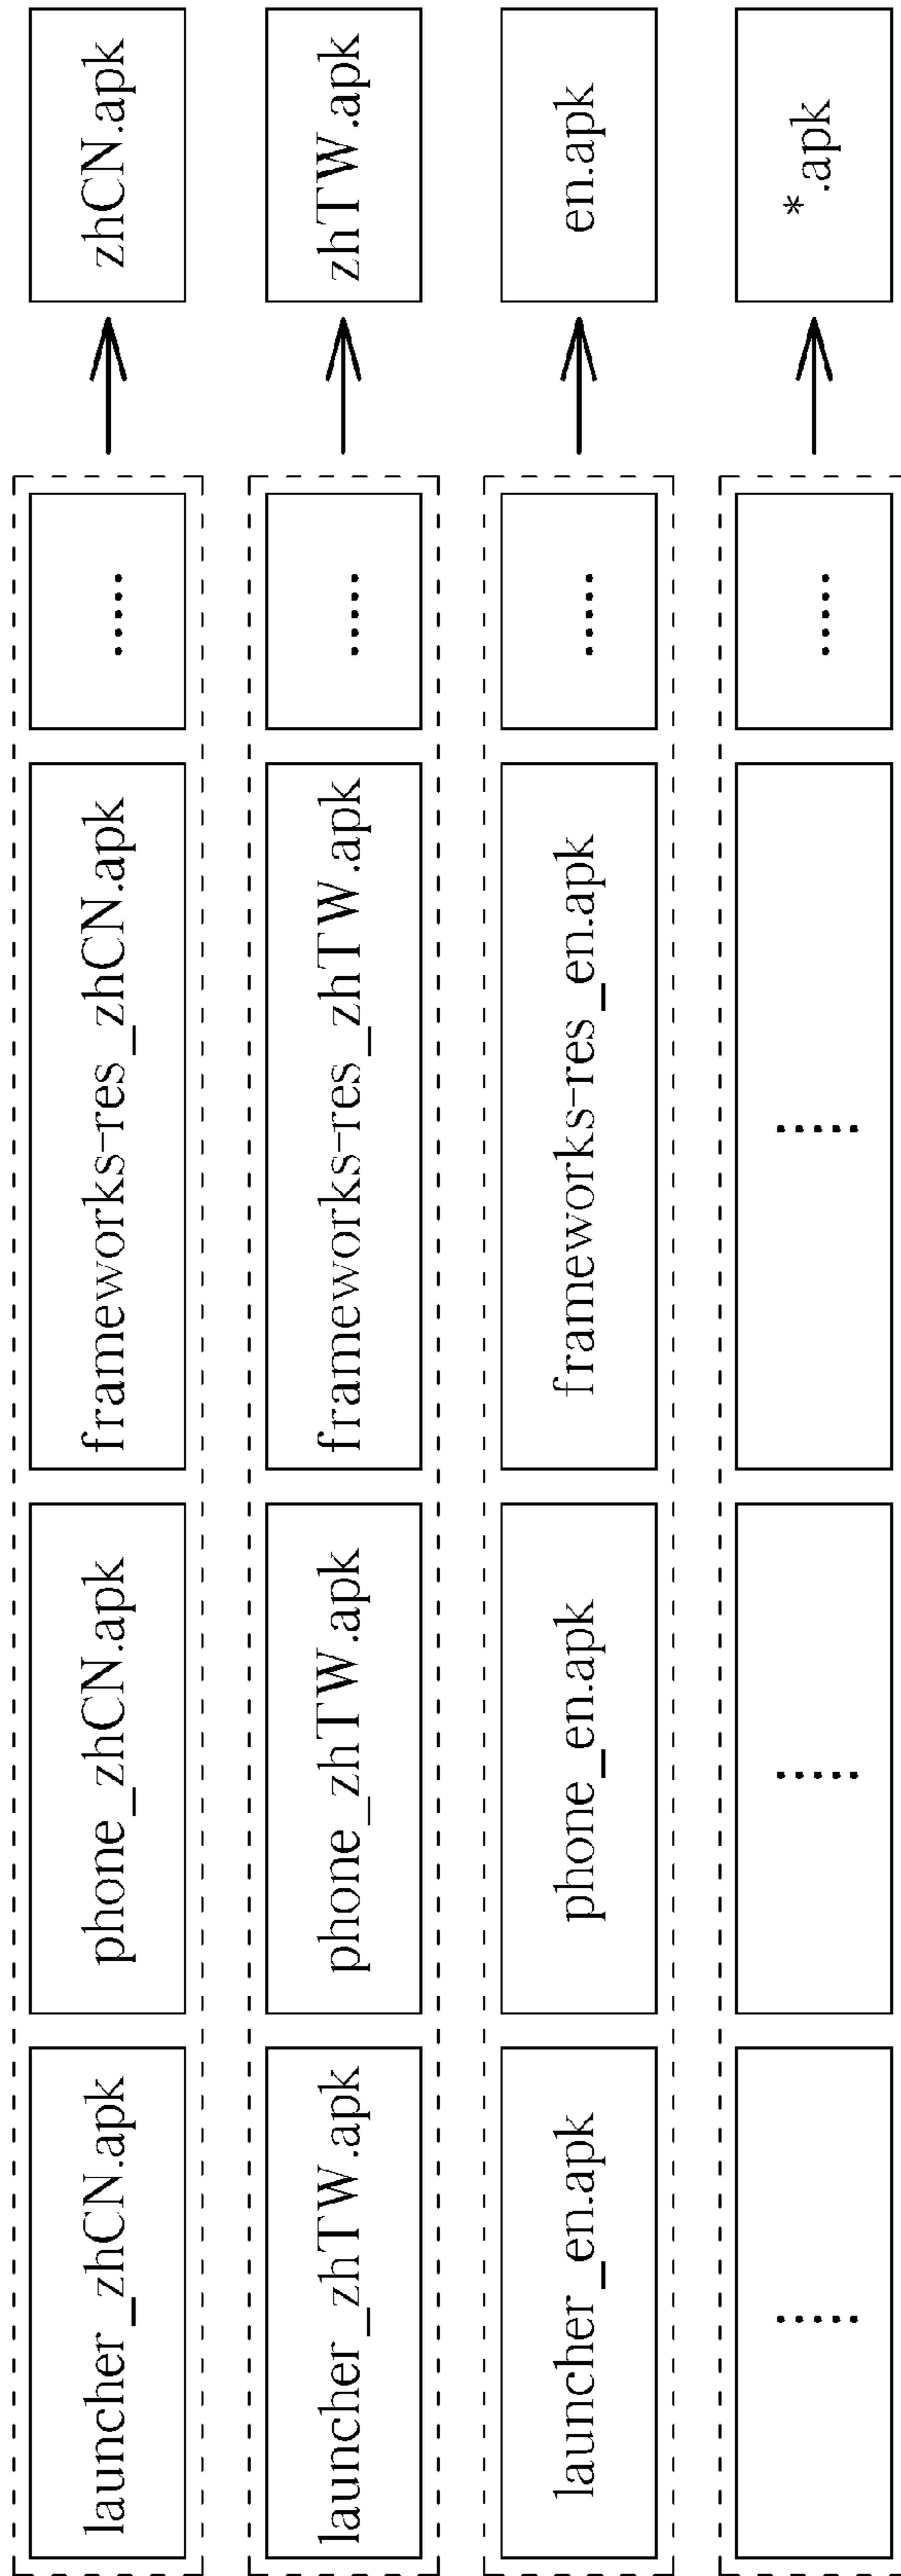 launcher_zhCN.apk
phone_zhCN.apk
frameworks-res_zhCN.apk
.....
zhCN.apk
launcher_zhTW.apk
phone_zhTW.apk
frameworks-res_zhTW.apk
.....
zhTW.apk
launcher_en.apk
phone_en.apk
frameworks-res_en.apk
.....
en.apk
.....
.....
.....
.....
*.apk